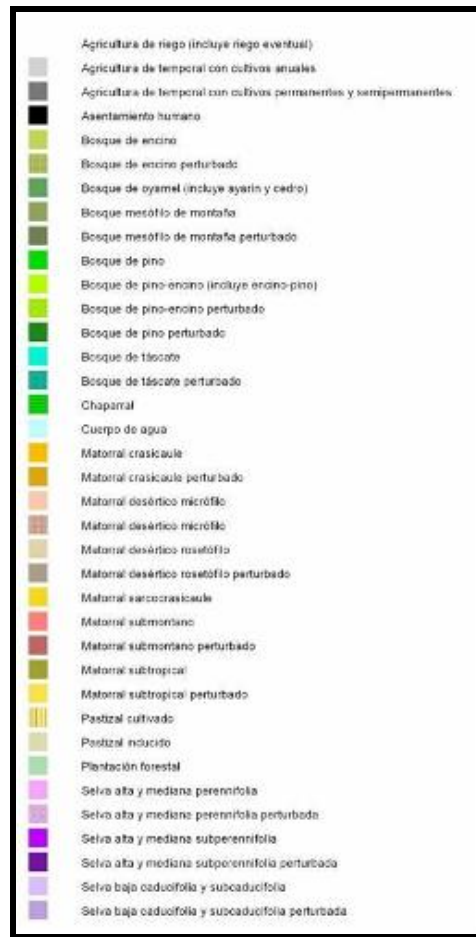 Agricultura de riego (incluye riego eventual)
Agricultura de temporal con cultivos anuales
Agricultura de temporal con cultivos permanentes y semipermanentes
Asentamiento humano
Bosque de encino
Bosque de encino perturbado
Bosque de oyamel (incluye ayarín y cedro)
Bosque mesófilo de montaña
Bosque mesófilo de montaña perturbado
Bosque de pino
Bosque de pino-encino (incluye encino-pino)
Bosque de pino-encino perturbado
Bosque de pino perturbado
Bosque de táscate
Bosque de táscate perturbado
Chaparral
Cuerpo de agua
Matorral crasicaule
Matorral crasicaule perturbado
Matorral desértico micrófilo
Matorral desértico micrófilo
Matorral desértico rosetófilo
Matorral desértico rosetófilo perturbado
Matorral sarcocrasicaule
Matorral submontano
Matorral submontano perturbado
Matorral subtropical
Matorral subtropical perturbado
Pastizal cultivado
Pastizal inducido
Plantación forestal
Selva alta y mediana perennifolia
Selva alta y mediana perennifolia perturbada
Selva alta y mediana subperennifolia
Selva alta y mediana subperennifolia perturbada
Selva baja caducifolia y subcaducifolia
Selva baja caducifolia y subcaducifolia perturbada